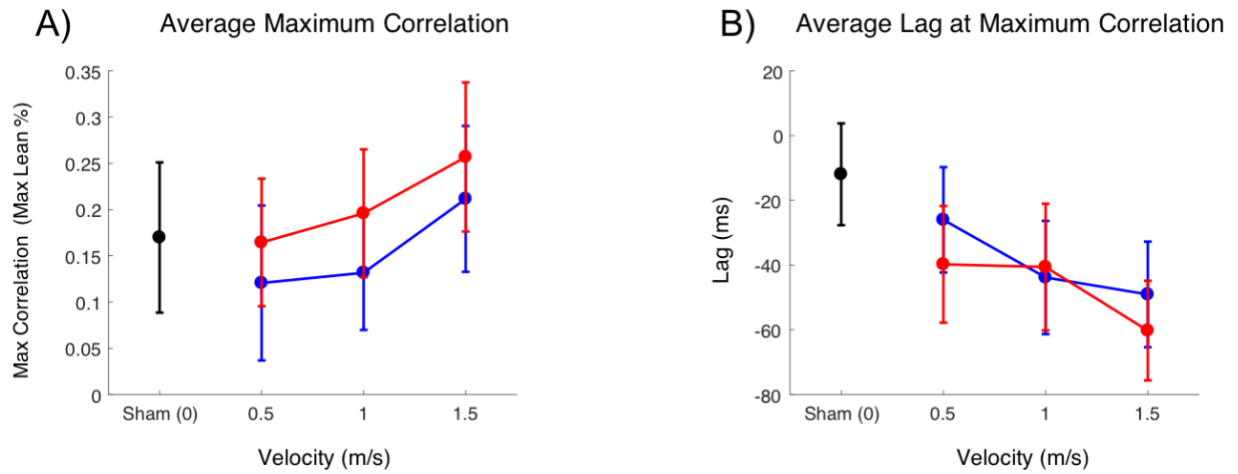 A)
Average Maximum Correlation
Max Correlation (Max Lean %)
0.35
0.3
0.25
0.2
0.15
0.1
0.05
0
Sham (0)
0.5
1
1.5
Velocity (m/s)
B)
Average Lag at Maximum Correlation
Lag (ms)
20
0
-20
-40
-60
-80
Sham (0)
0.5
1
1.5
Velocity (m/s)